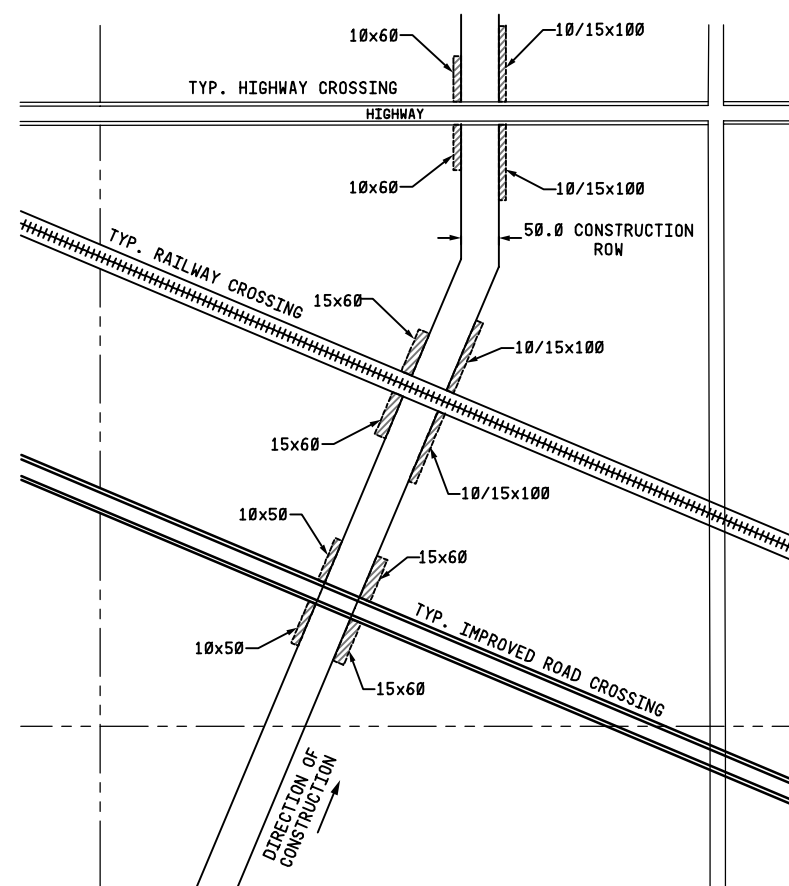 10x60
10/15x100
TYP. HIGHWAY CROSSING
HIGHWAY
10x60
10/15x100
50.0 CONSTRUCTION
ROW
TYP. RAILWAY CROSSING
15x60
10/15x100
15x60
10/15x100
10x50
15x60
TYP. IMPROVED ROAD CROSSING
10x50
15x60
DIRECTION OF
CONSTRUCTION